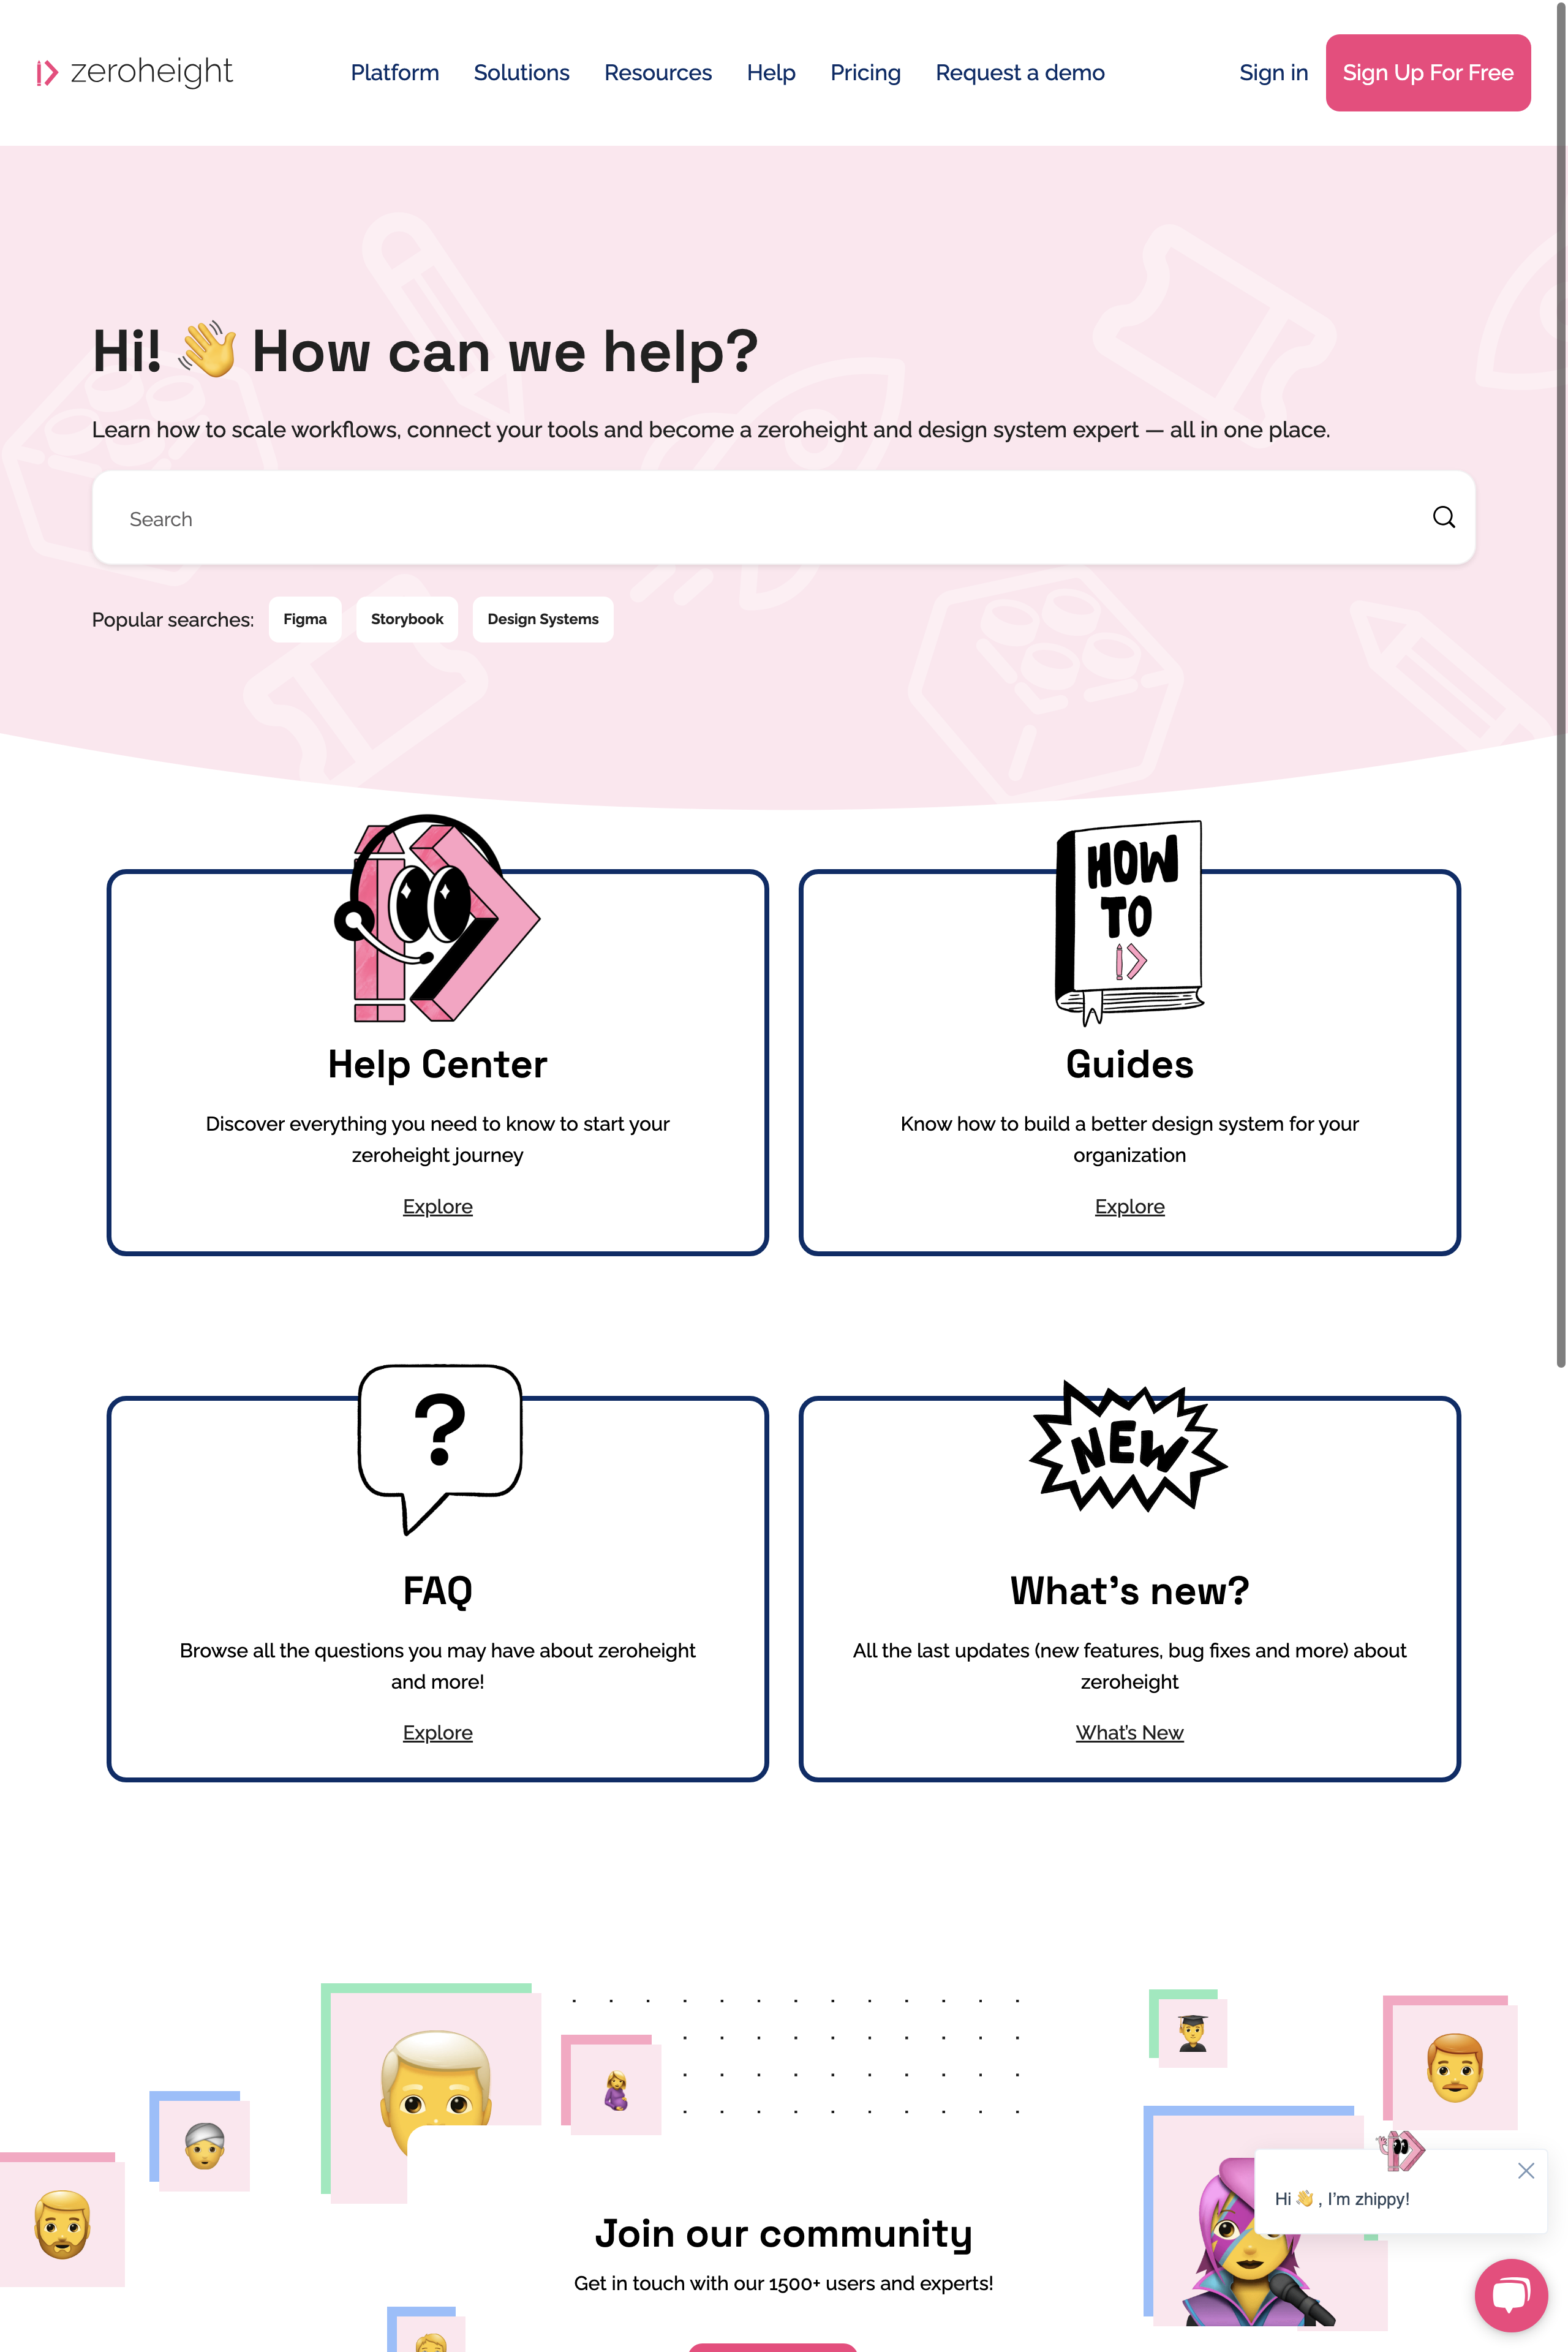 zeroheight
Platform Solutions Resources Help Pricing Request a demo Sign in Sign Up For Free
Hi! 👋 How can we help?
Learn how to scale workflows, connect your tools and become a zeroheight and design system expert — all in one place.
Search
Popular searches: Figma Storybook Design Systems
Help Center
Discover everything you need to know to start your
zeroheight journey
Explore
HOW
TO
Guides
Know how to build a better design system for your
organization
Explore
?
FAQ
Browse all the questions you may have about zeroheight
and more!
Explore
NEW
What's new?
All the last updates (new features, bug fixes and more) about
zeroheight
What's New
Hi 👋 , I'm zhippy!
Join our community
Get in touch with our 1500+ users and experts!